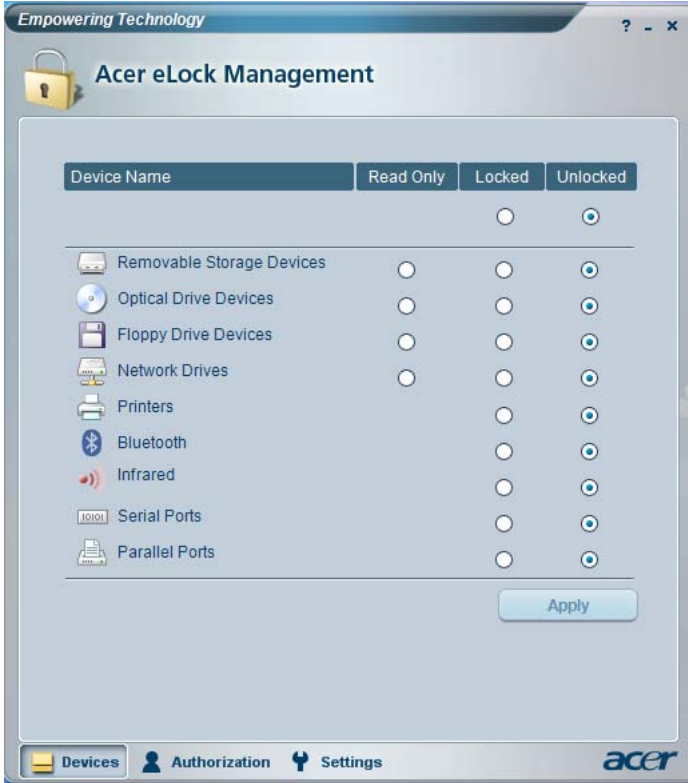 Empowering Technology
? - ×
Acer eLock Management
Device Name Read Only Locked Unlocked
Removable Storage Devices
Optical Drive Devices
Floppy Drive Devices
Network Drives
Printers
Bluetooth
Infrared
10101 Serial Ports
Parallel Ports
Apply
Devices Authorization Settings acer